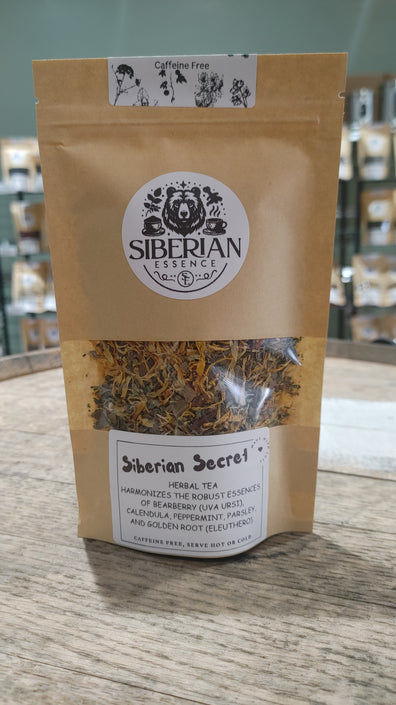 Caffeine Free
SIBERIAN
ESSENCE
Siberian Secret
HERBAL TEA
HARMONIZES THE ROBUST ESSENCES
OF BEARBERRY (UVA URSI),
CALENDULA, PEPPERMINT, PARSLEY,
AND GOLDEN ROOT (ELEUTHERO).
CAFFEINE FREE, SERVE HOT OR COLD